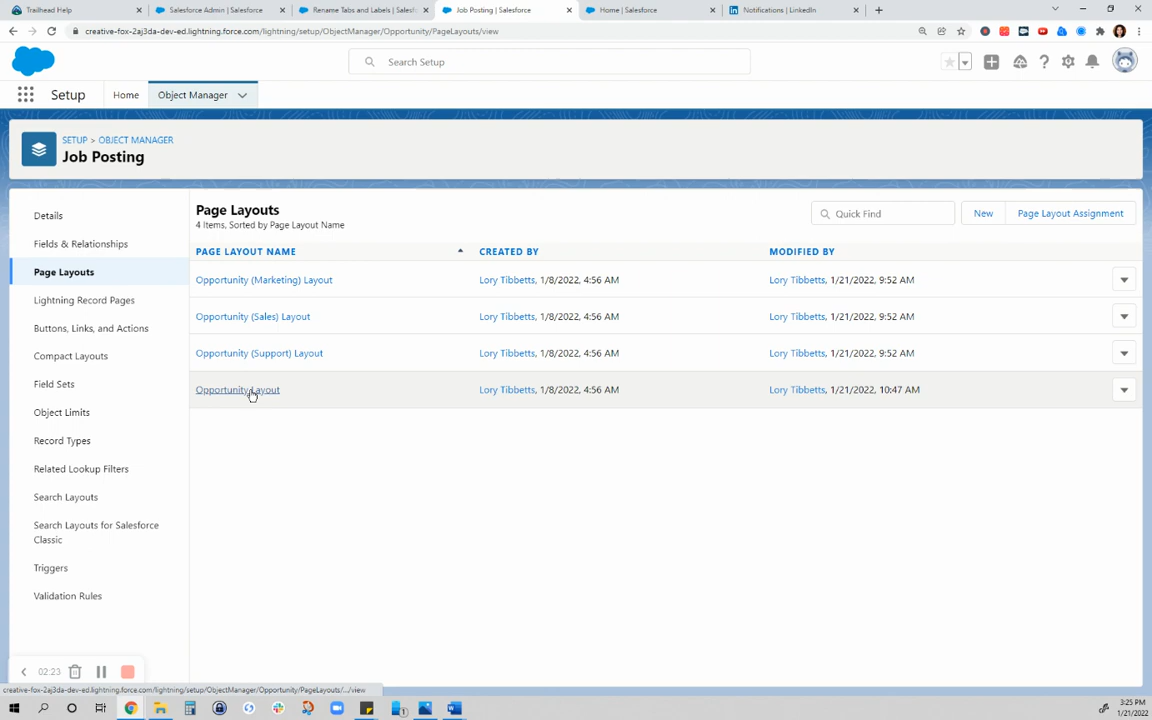 Trailhead Help
Salesforce Admin | Salesforce
Rename Tabs and Labels | Salesf
Job Posting | Salesforce
Home | Salesforce
Notifications | LinkedIn
creative-fox-2aj3da-dev-ed.lightning.force.com/lightning/setup/ObjectManager/Opportunity/PageLayouts/view
Search Setup
Setup
Home
Object Manager
SETUP > OBJECT MANAGER
Job Posting
Details
Fields & Relationships
Page Layouts
Lightning Record Pages
Buttons, Links, and Actions
Compact Layouts
Field Sets
Object Limits
Record Types
Related Lookup Filters
Search Layouts
Search Layouts for Salesforce
Classic
Triggers
Validation Rules
Page Layouts
4 Items, Sorted by Page Layout Name
Quick Find
New
Page Layout Assignment
PAGE LAYOUT NAME CREATED BY MODIFIED BY
Opportunity (Marketing) Layout Lory Tibbetts, 1/8/2022, 4:56 AM Lory Tibbetts, 1/21/2022, 9:52 AM
Opportunity (Sales) Layout Lory Tibbetts, 1/8/2022, 4:56 AM Lory Tibbetts, 1/21/2022, 9:52 AM
Opportunity (Support) Layout Lory Tibbetts, 1/8/2022, 4:56 AM Lory Tibbetts, 1/21/2022, 9:52 AM
Opportunity Layout Lory Tibbetts, 1/8/2022, 4:56 AM Lory Tibbetts, 1/21/2022, 10:47 AM
02:23
creative-fox-2aj3da-dev-ed.lightning.force.com/lightning/setup/ObjectManager/Opportunity/PageLayouts/.../view
3:25 PM
1/21/2022